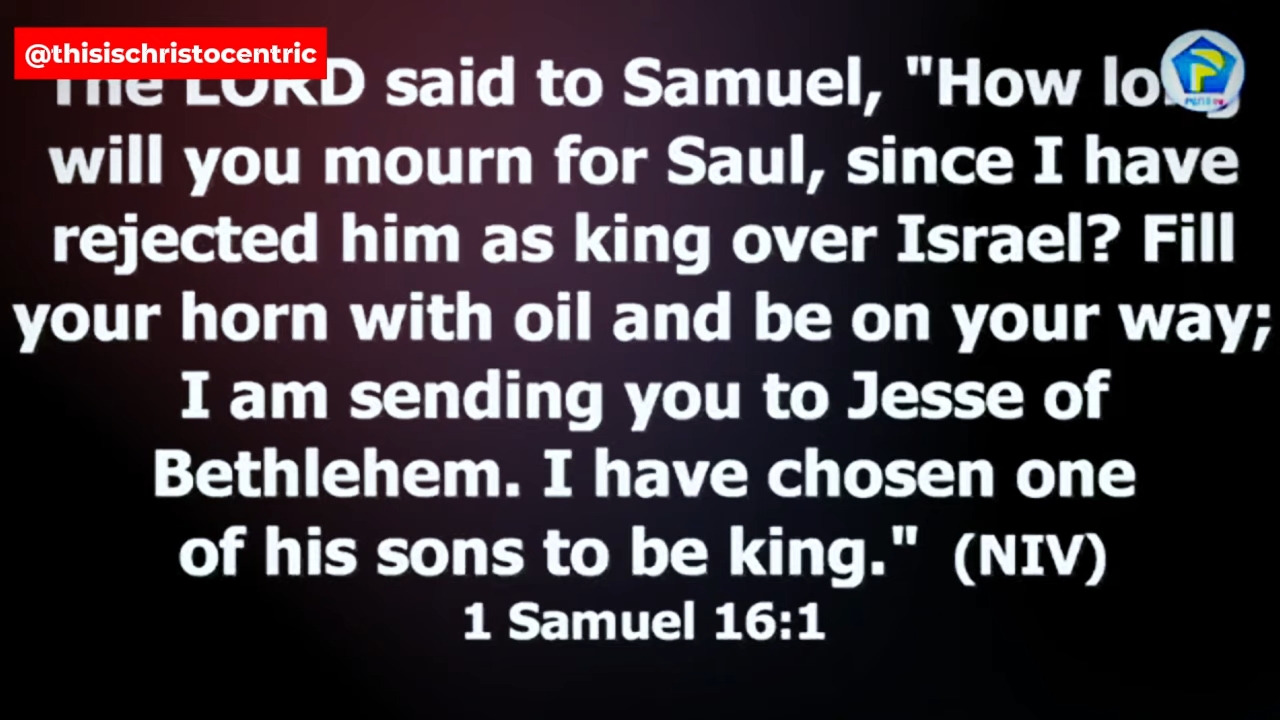 @thisischristocentric
The LORD said to Samuel, "How long
will you mourn for Saul, since I have
rejected him as king over Israel? Fill
your horn with oil and be on your way;
I am sending you to Jesse of
Bethlehem. I have chosen one
of his sons to be king." (NIV)
1 Samuel 16:1